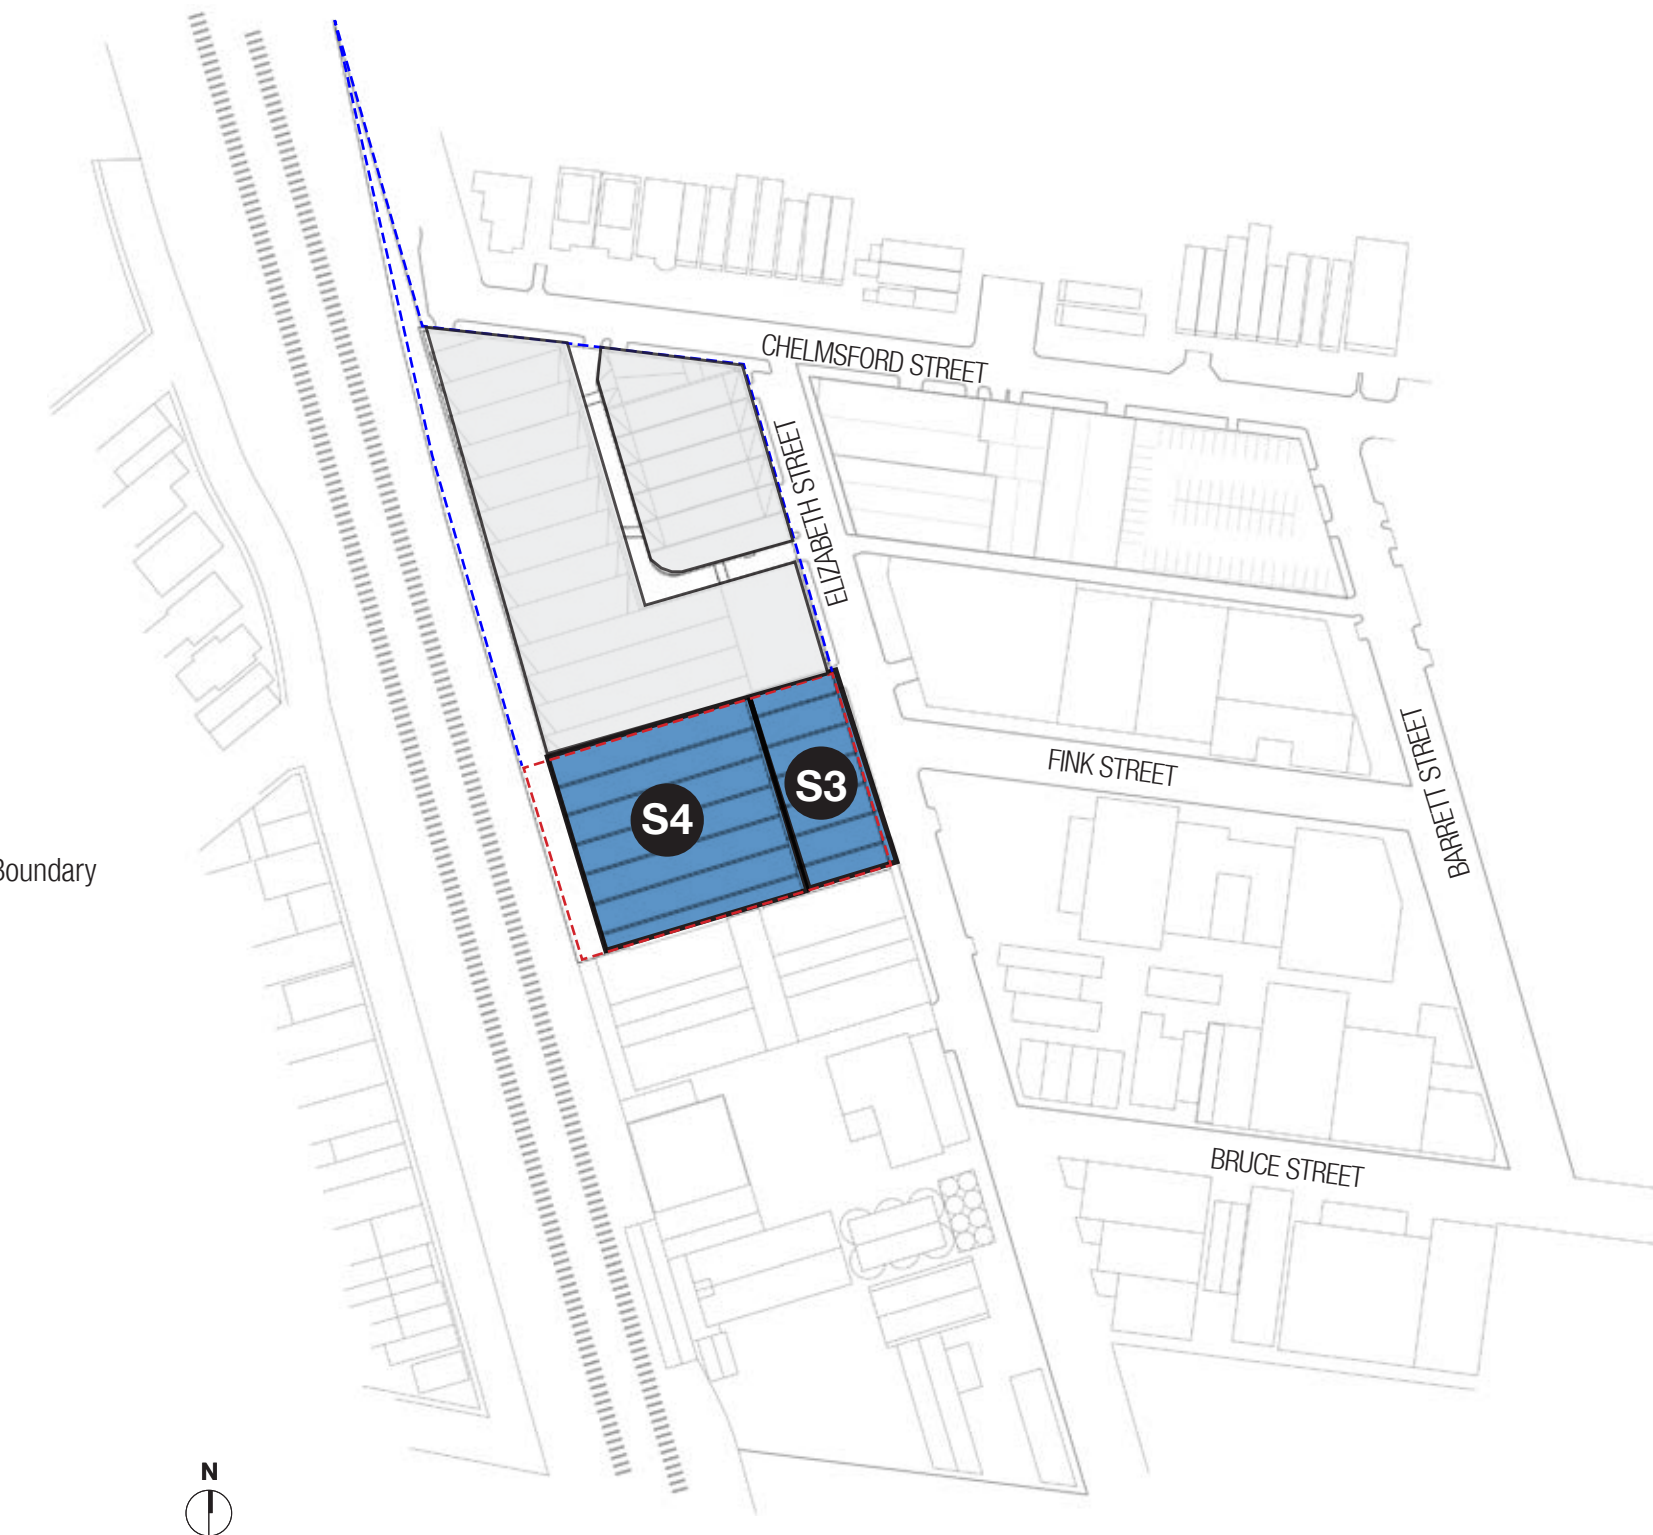 CHELMSFORD STREET
ELIZABETH STREET
FINK STREET
BARRETT STREET
S3
S4
Boundary
BRUCE STREET
N